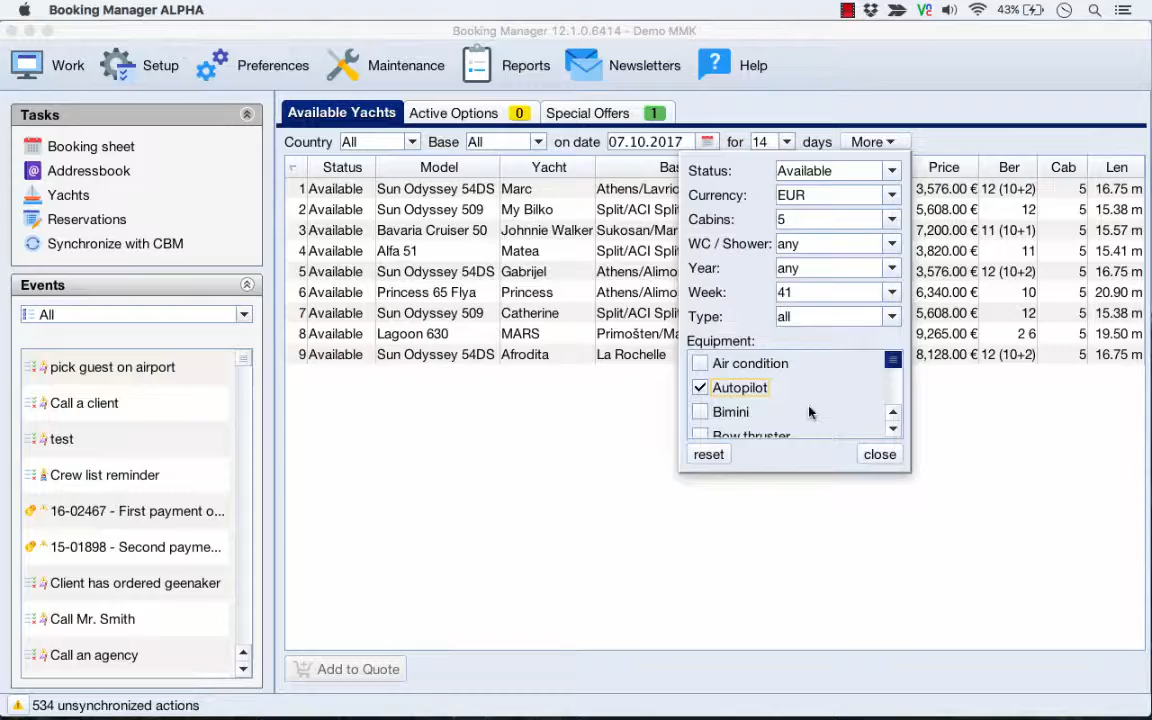 Booking Manager ALPHA
43%
Booking Manager 12.1.0.6414 - Demo MMK
Work Setup Preferences Maintenance Reports Newsletters ? Help
Tasks
Booking sheet
Addressbook
Yachts
Reservations
Synchronize with CBM
Events
All
pick guest on airport
Call a client
test
Crew list reminder
16-02467 - First payment o...
15-01898 - Second payme...
Client has ordered geenaker
Call Mr. Smith
Call an agency
Available Yachts Active Options 0 Special Offers 1
Country All Base All on date 07.10.2017 for 14 days More
Status Model Yacht Bas Price Ber Cab Len
1 Available Sun Odyssey 54DS Marc Athens/Lavric 3,576.00 € 12 (10+2) 5 16.75 m
2 Available Sun Odyssey 509 My Bilko Split/ACI Spli 5,608.00 € 12 5 15.38 m
3 Available Bavaria Cruiser 50 Johnnie Walker Sukosan/Mar 7,200.00 € 11 (10+1) 5 15.57 m
4 Available Alfa 51 Matea Split/ACI Spli 3,820.00 € 11 5 15.41 m
5 Available Sun Odyssey 54DS Gabrijel Athens/Alimo 3,576.00 € 12 (10+2) 5 16.75 m
6 Available Princess 65 Flya Princess Athens/Alimo 6,340.00 € 10 5 20.90 m
7 Available Sun Odyssey 509 Catherine Split/ACI Spli 5,608.00 € 12 5 15.38 m
8 Available Lagoon 630 MARS Primošten/Ma 9,265.00 € 2 6 5 19.50 m
9 Available Sun Odyssey 54DS Afrodita La Rochelle 8,128.00 € 12 (10+2) 5 16.75 m
Status: Available
Currency: EUR
Cabins: 5
WC / Shower: any
Year: any
Week: 41
Type: all
Equipment:
Air condition
Autopilot
Bimini
Bow thruster
reset close
Add to Quote
534 unsynchronized actions